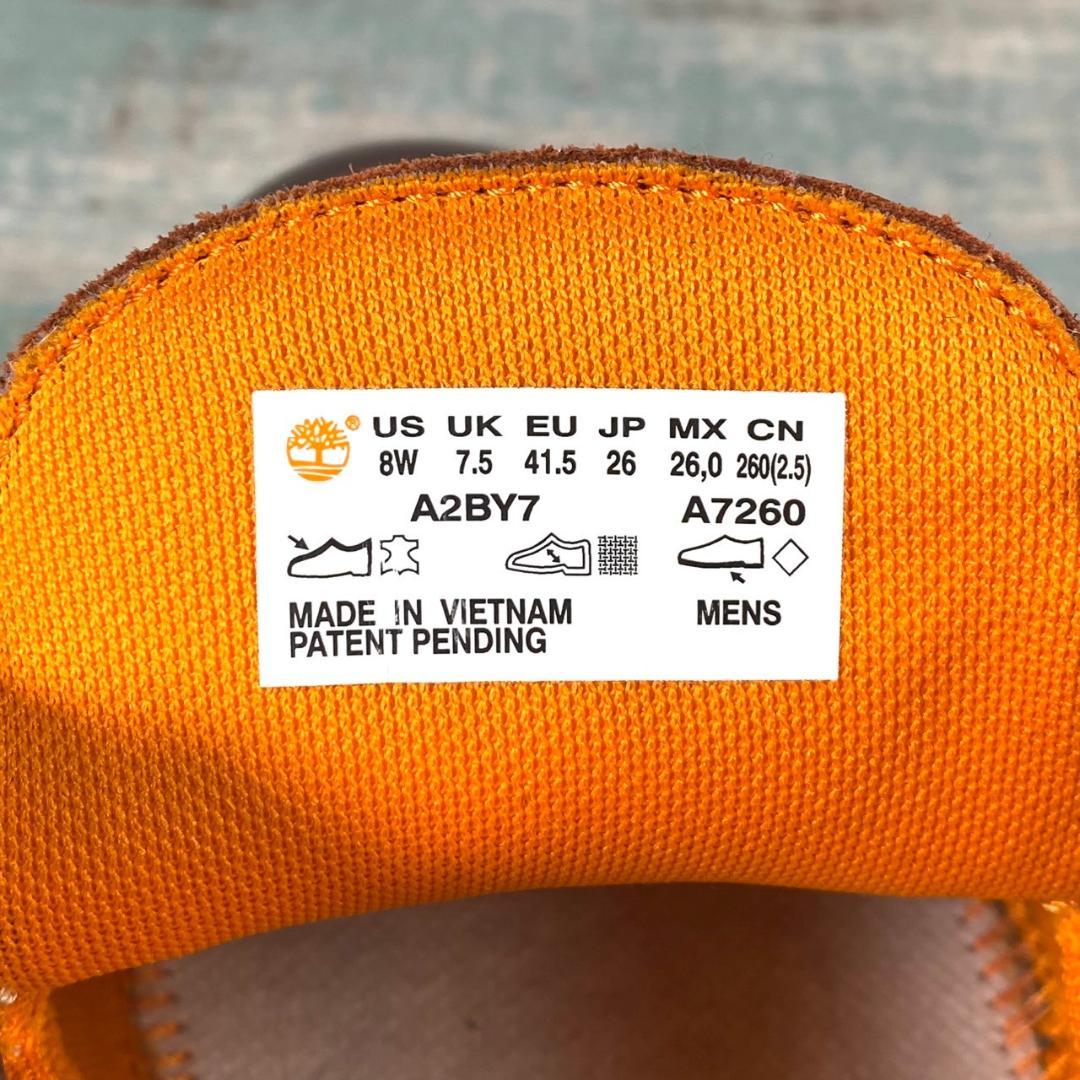 ® US UK EU JP MX CN
8W 7.5 41.5 26 26,0 260(2.5)
A2BY7 A7260
MADE IN VIETNAM MENS
PATENT PENDING